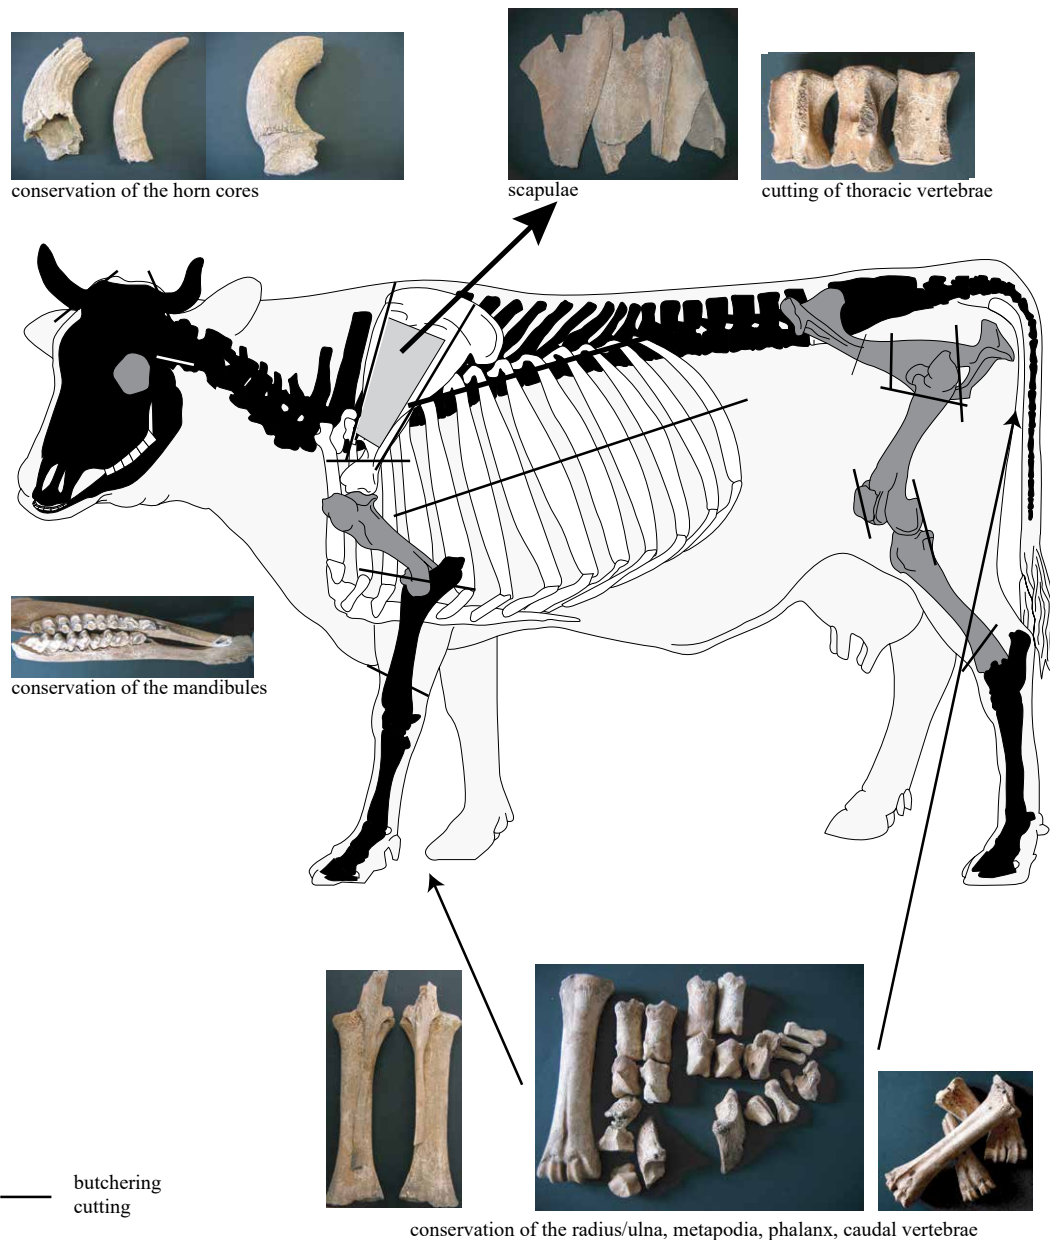 conservation of the horn cores
scapulae
cutting of thoracic vertebrae
conservation of the mandibules
butchering
cutting
conservation of the radius/ulna, metapodia, phalanx, caudal vertebrae